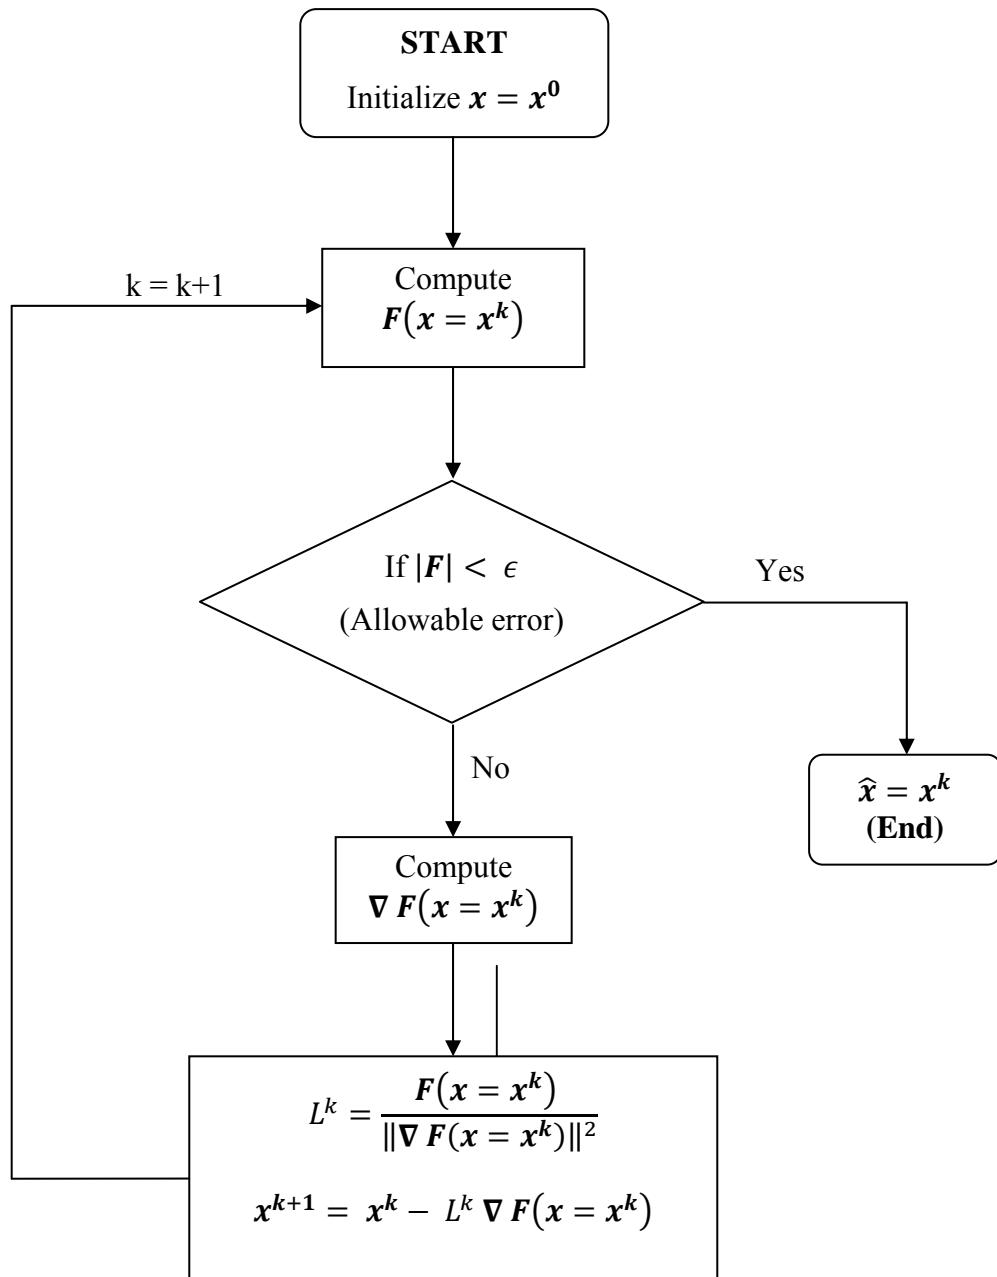 START
Initialize x = x⁰
k = k+1
Compute
F(x = xᵏ)
If |F| < ϵ
(Allowable error)
Yes
No
x̂ = xᵏ
(End)
Compute
∇ F(x = xᵏ)
Lᵏ = F(x = xᵏ) / ‖∇ F(x = xᵏ)‖²
xᵏ⁺¹ = xᵏ − Lᵏ ∇ F(x = xᵏ)